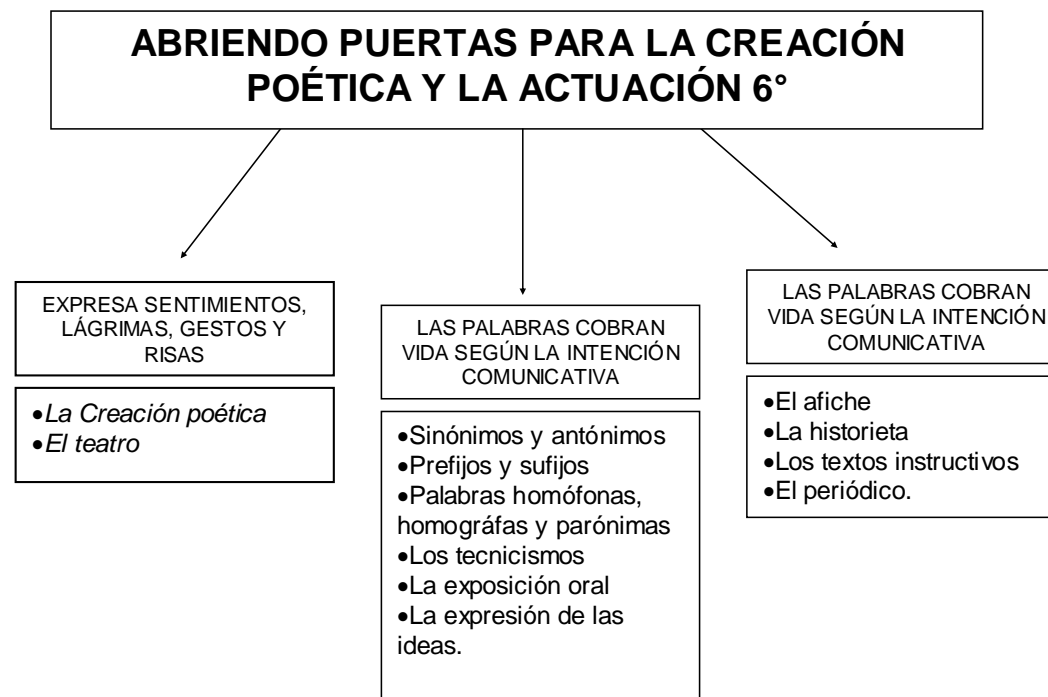 ABRIENDO PUERTAS PARA LA CREACIÓN
POÉTICA Y LA ACTUACIÓN 6°
EXPRESA SENTIMIENTOS,
LÁGRIMAS, GESTOS Y
RISAS
•La Creación poética
•El teatro
LAS PALABRAS COBRAN
VIDA SEGÚN LA INTENCIÓN
COMUNICATIVA
•Sinónimos y antónimos
•Prefijos y sufijos
•Palabras homófonas,
homográfas y parónimas
•Los tecnicismos
•La exposición oral
•La expresión de las
ideas.
LAS PALABRAS COBRAN
VIDA SEGÚN LA INTENCIÓN
COMUNICATIVA
•El afiche
•La historieta
•Los textos instructivos
•El periódico.